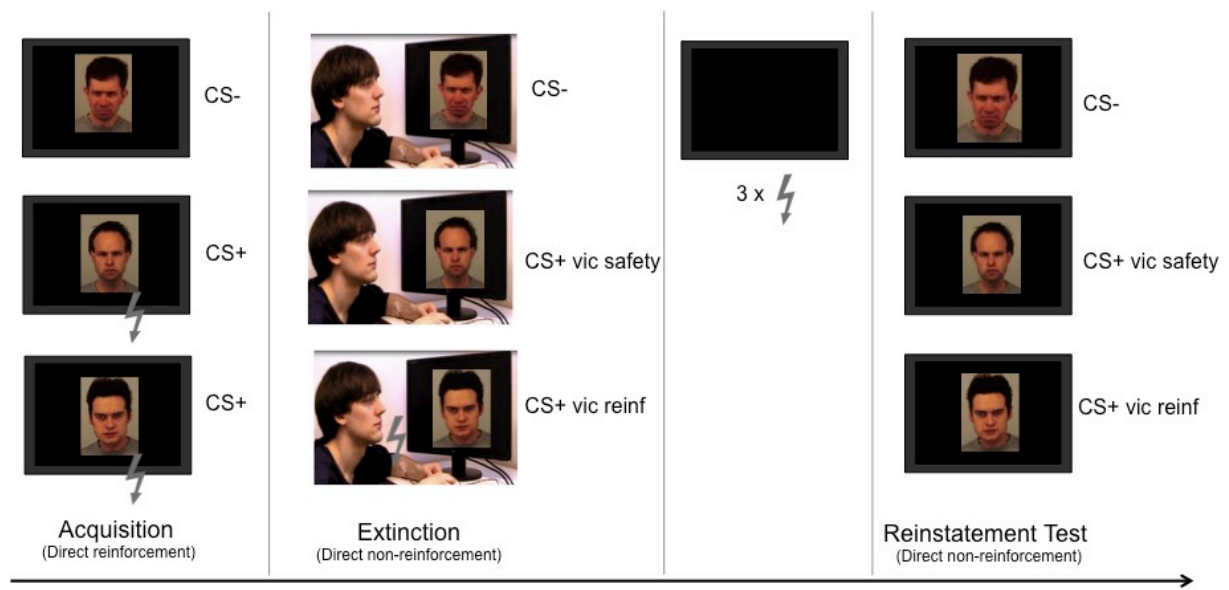 CS-
CS+
CS+
Acquisition
(Direct reinforcement)
CS-
CS+ vic safety
CS+ vic reinf
Extinction
(Direct non-reinforcement)
3 x
CS-
CS+ vic safety
CS+ vic reinf
Reinstatement Test
(Direct non-reinforcement)